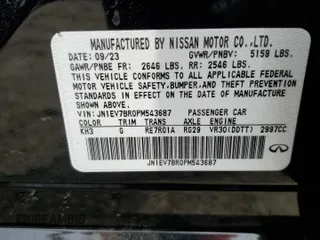 MANUFACTURED BY NISSAN MOTOR CO.,LTD.
DATE: 09/23 GVWR/PNBV: 5159 LBS.
GAWR/PNBE FR: 2646 LBS. RR: 2546 LBS.
THIS VEHICLE CONFORMS TO ALL APPLICABLE FEDERAL
MOTOR VEHICLE SAFETY,BUMPER,AND THEFT PREVENTION
STANDARDS IN EFFECT ON THE DATE OF
MANUFACTURE SHOWN ABOVE.
VIN: JN1EV7BR0PM543687 PASSENGER CAR
COLOR TRIM TRANS AXLE ENGINE
KH3 G RE7R01A RG29 VR30(DDTT) 2997CC
JN1EV7BR0PM543687
INFINITI